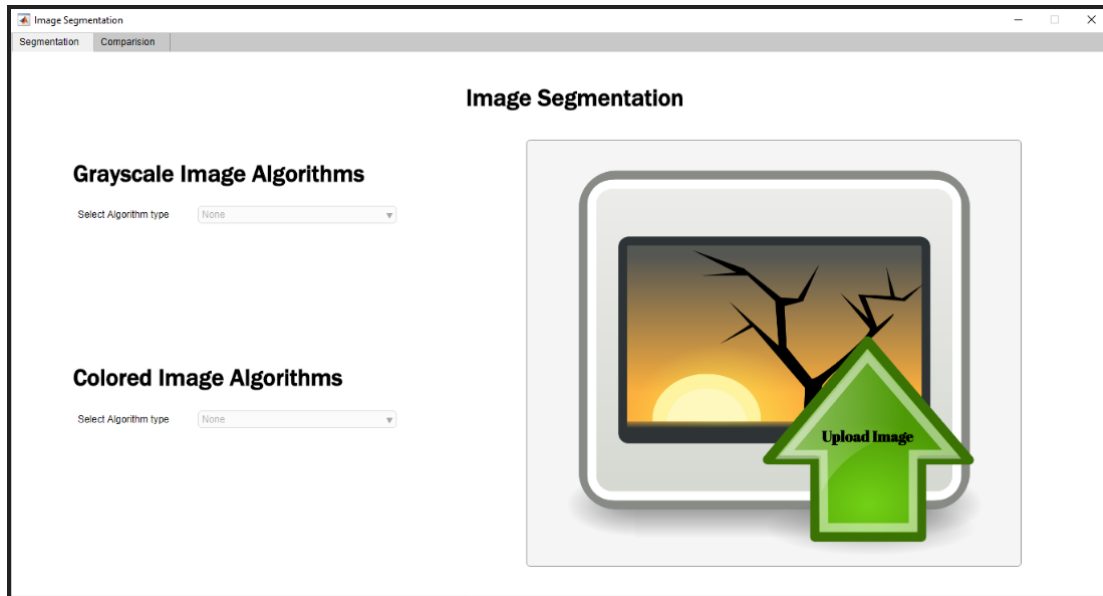 Image Segmentation
Segmentation Comparision
Image Segmentation
Grayscale Image Algorithms
Select Algorithm type None
Colored Image Algorithms
Select Algorithm type None
Upload Image